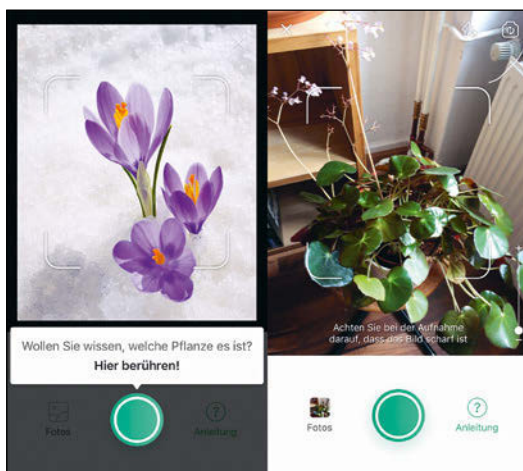 Wollen Sie wissen, welche Pflanze es ist?
Hier berühren!
Fotos
Anleitung
Achten Sie bei der Aufnahme
darauf, dass das Bild scharf ist
Fotos
Anleitung